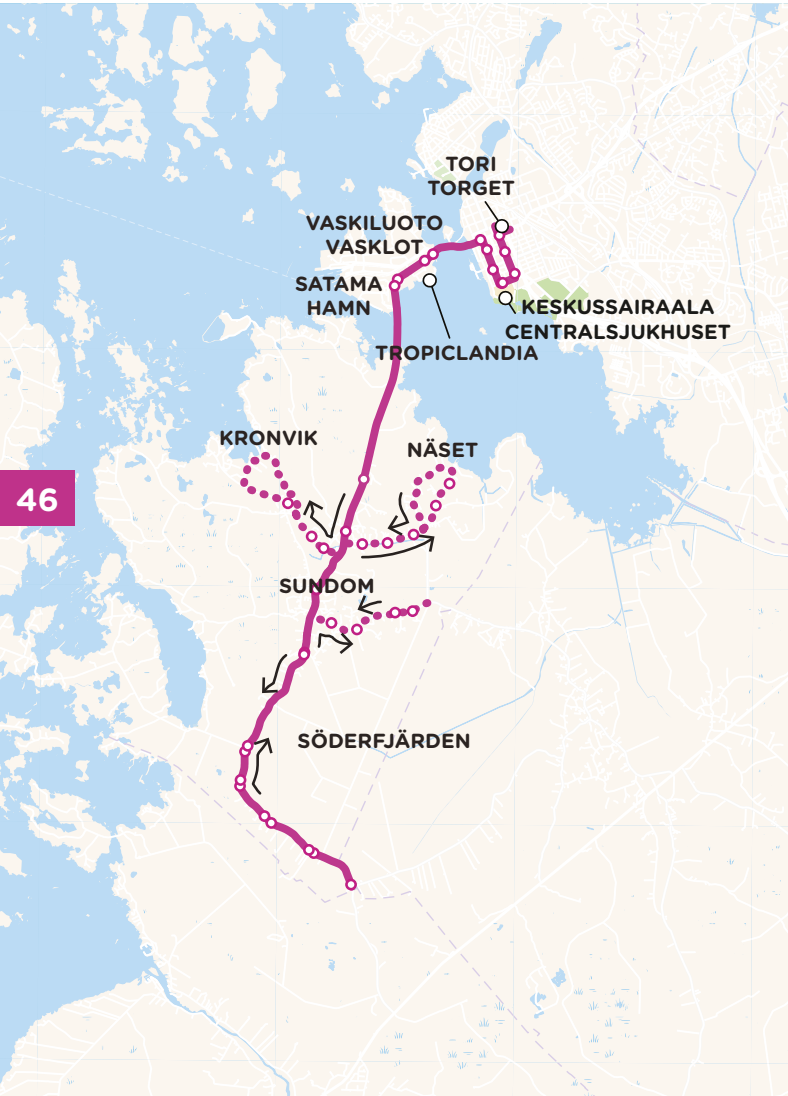 TORI
TORGET
VASKILUOTO
VASKLOT
SATAMA
HAMN
KESKUSSAIRAALA
CENTRALSJUKHUSET
TROPICLANDIA
KRONVIK
NÄSET
46
SUNDOM
SÖDERFJÄRDEN